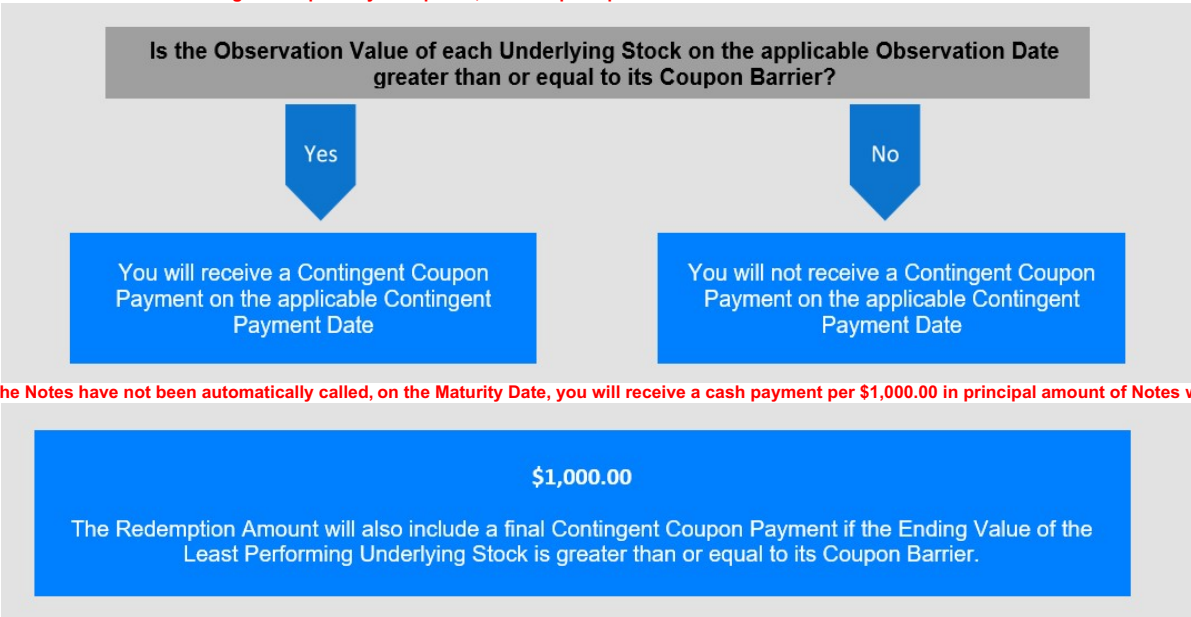 Is the Observation Value of each Underlying Stock on the applicable Observation Date
greater than or equal to its Coupon Barrier?
Yes
No
You will receive a Contingent Coupon
Payment on the applicable Contingent
Payment Date
You will not receive a Contingent Coupon
Payment on the applicable Contingent
Payment Date
he Notes have not been automatically called, on the Maturity Date, you will receive a cash payment per $1,000.00 in principal amount of Notes
$1,000.00
The Redemption Amount will also include a final Contingent Coupon Payment if the Ending Value of the
Least Performing Underlying Stock is greater than or equal to its Coupon Barrier.